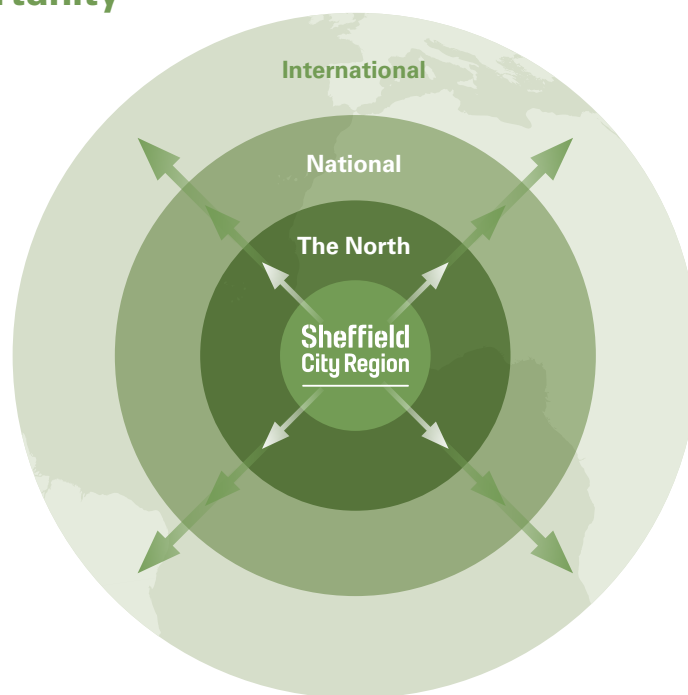 International
National
The North
Sheffield
City Region